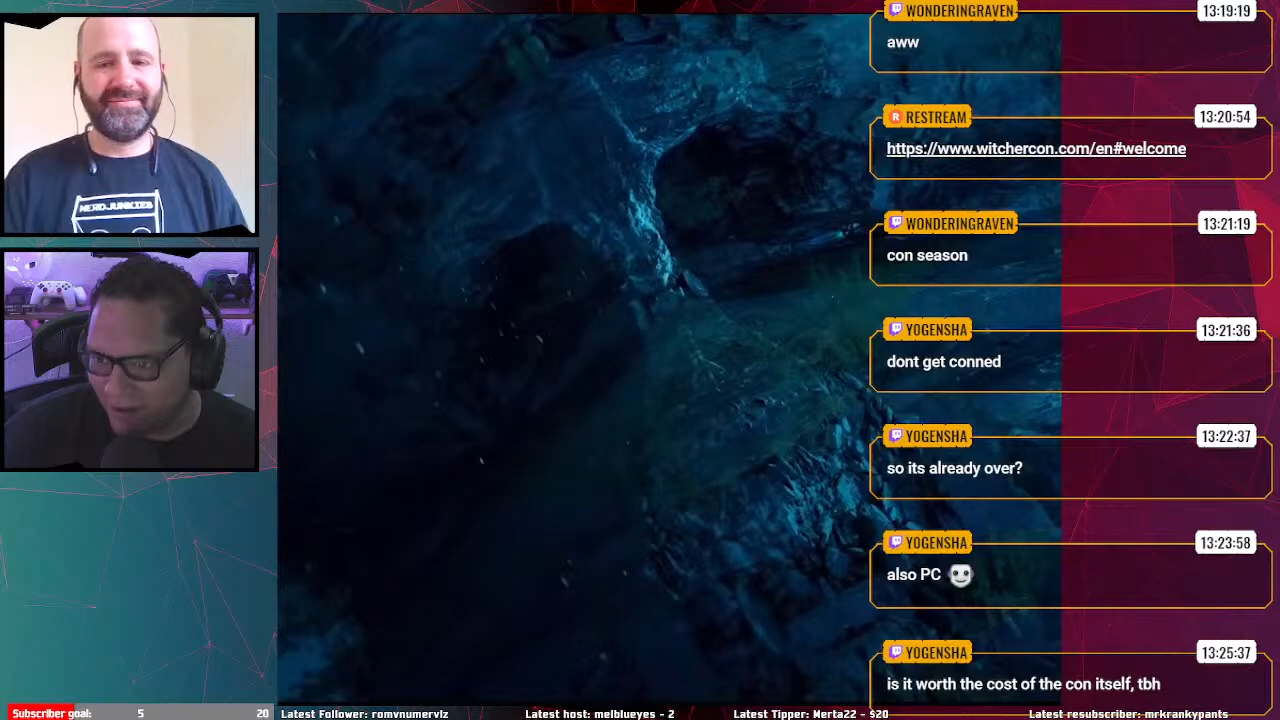 WONDERINGRAVEN 13:19:19
aww
RESTREAM 13:20:54
https://www.witchercon.com/en#welcome
WONDERINGRAVEN 13:21:19
con season
YOGENSHA 13:21:36
dont get conned
YOGENSHA 13:22:37
so its already over?
YOGENSHA 13:23:58
also PC
YOGENSHA 13:25:37
is it worth the cost of the con itself, tbh
NERDJUNKIES
Subscriber goal: 5 20 Latest Follower: romvnumervlz Latest host: melblueyes - 2 Latest Tipper: Merta22 - $20 Latest resubscriber: mrkrankypants